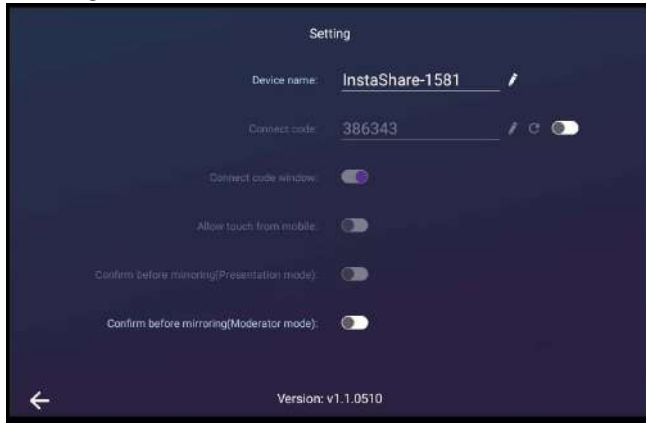 Setting
Device name: InstaShare-1581
Connect code: 386343
Connect code window:
Allow touch from mobile:
Confirm before mirroring(Presentation mode):
Confirm before mirroring(Moderator mode):
Version: v1.1.0510